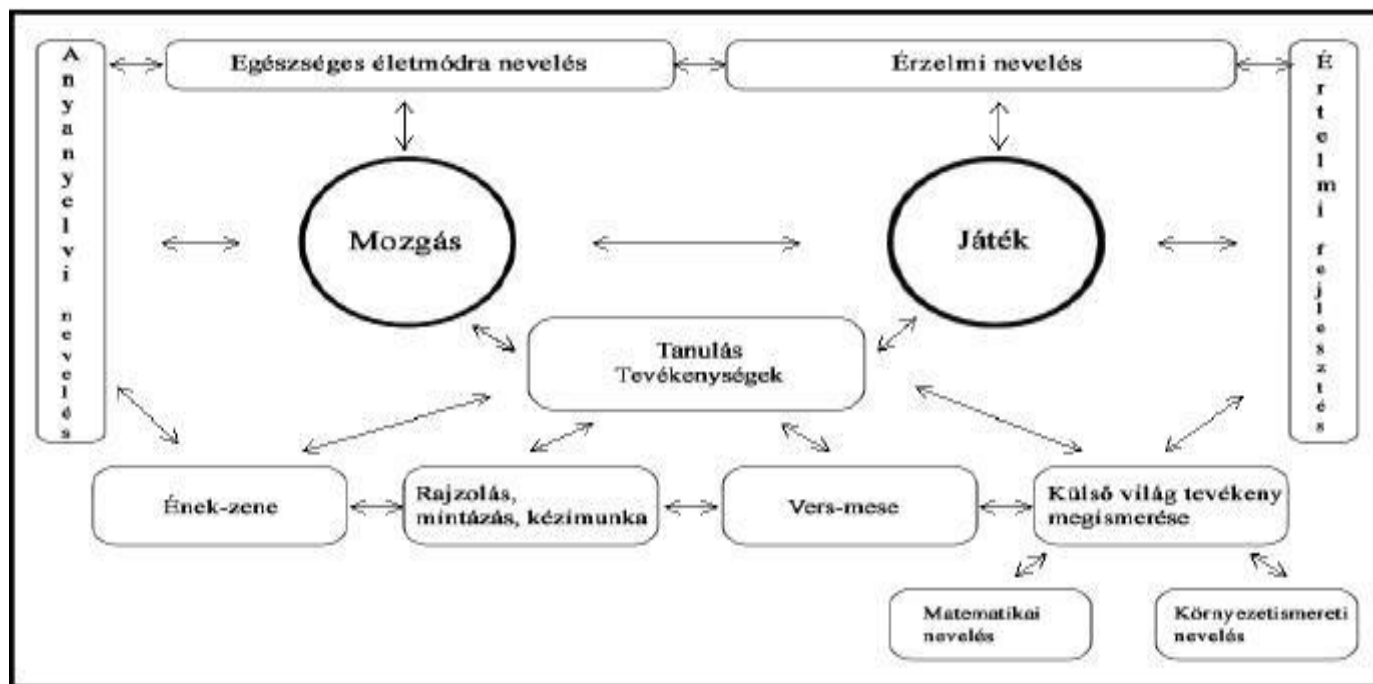 Anyanyelvi nevelés
Egészséges életmódra nevelés
Érzelmi nevelés
Értelmi fejlesztés
Mozgás
Játék
Tanulás
Tevékenységek
Ének-zene
Rajzolás,
mintázás, kézimunka
Vers-mese
Külső világ tevékeny
megismerése
Matematikai
nevelés
Környezetismereti
nevelés